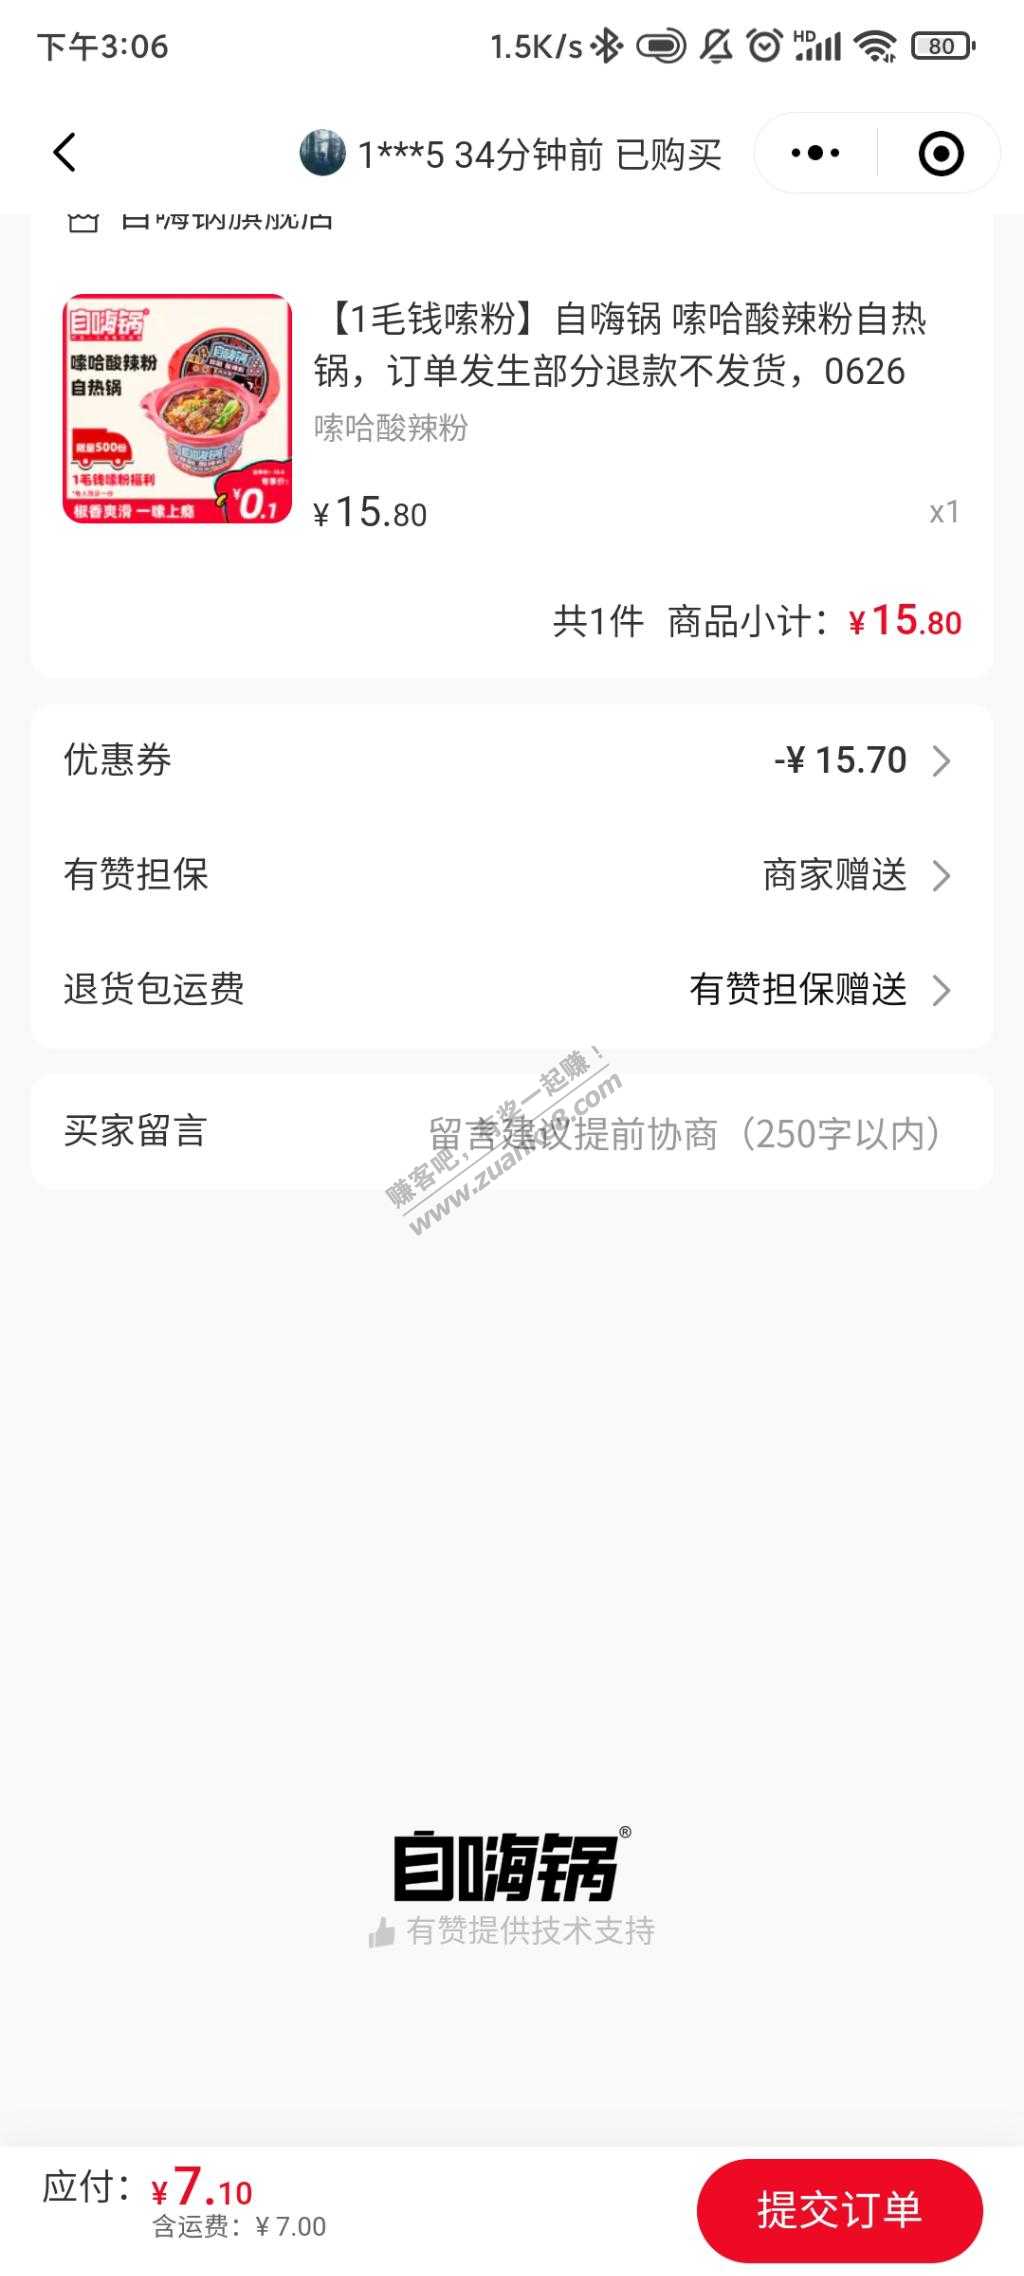 下午3:06 1.5K/s HD 80
1***5 34分钟前 已购买
自嗨锅旗舰店
自嗨锅
嗦哈酸辣粉
自热锅
限量500份
1毛钱嗦粉福利
椒香爽滑 一嗦上瘾
¥0.1
【1毛钱嗦粉】自嗨锅 嗦哈酸辣粉自热
锅，订单发生部分退款不发货，0626
嗦哈酸辣粉
¥15.80 x1
共1件 商品小计：¥15.80
优惠券 -¥ 15.70
有赞担保 商家赠送
退货包运费 有赞担保赠送
买家留言 留言建议提前协商（250字以内）
赚客吧，有奖一起赚！
www.zuanke8.com
自嗨锅®
有赞提供技术支持
应付：¥7.10
含运费：¥7.00
提交订单